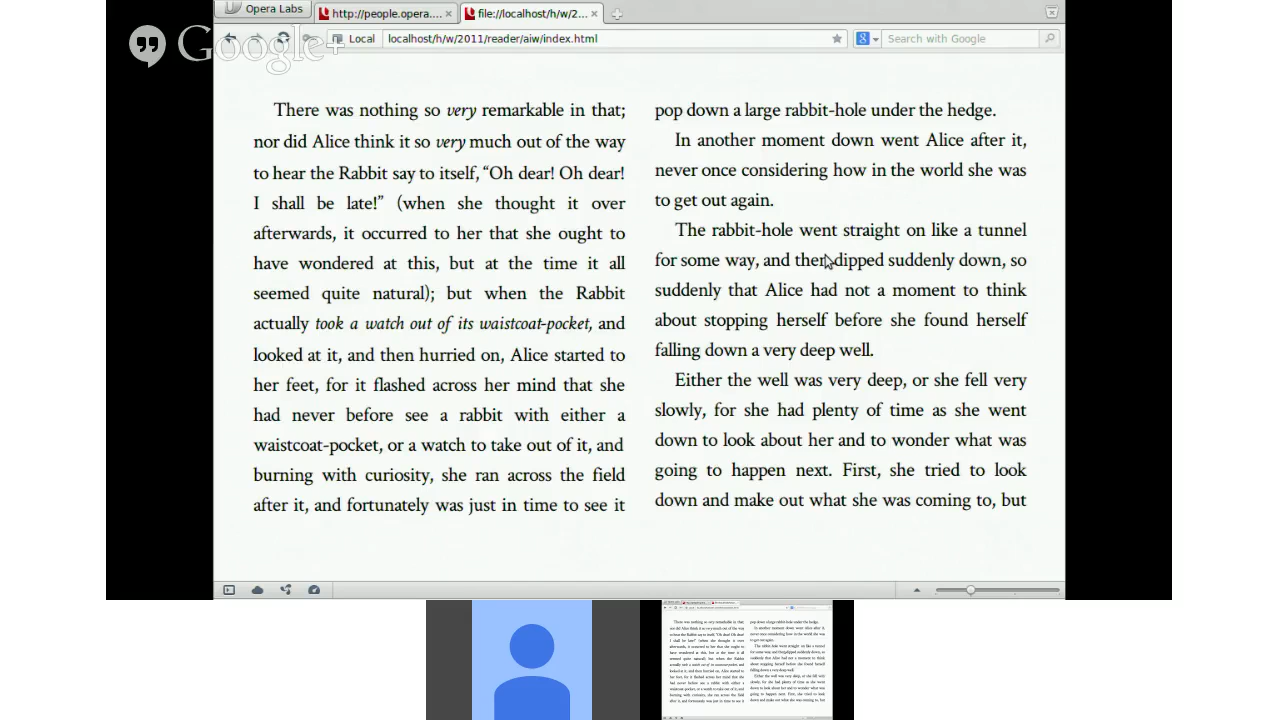 Opera Labs
http://people.opera....
file://localhost/h/w/2...
Google+
Local
localhost/h/w/2011/reader/aiw/index.html
Search with Google
There was nothing so very remarkable in that;
nor did Alice think it so very much out of the way
to hear the Rabbit say to itself, “Oh dear! Oh dear!
I shall be late!” (when she thought it over
afterwards, it occurred to her that she ought to
have wondered at this, but at the time it all
seemed quite natural); but when the Rabbit
actually took a watch out of its waistcoat-pocket, and
looked at it, and then hurried on, Alice started to
her feet, for it flashed across her mind that she
had never before see a rabbit with either a
waistcoat-pocket, or a watch to take out of it, and
burning with curiosity, she ran across the field
after it, and fortunately was just in time to see it
pop down a large rabbit-hole under the hedge.
In another moment down went Alice after it,
never once considering how in the world she was
to get out again.
The rabbit-hole went straight on like a tunnel
for some way, and then dipped suddenly down, so
suddenly that Alice had not a moment to think
about stopping herself before she found herself
falling down a very deep well.
Either the well was very deep, or she fell very
slowly, for she had plenty of time as she went
down to look about her and to wonder what was
going to happen next. First, she tried to look
down and make out what she was coming to, but